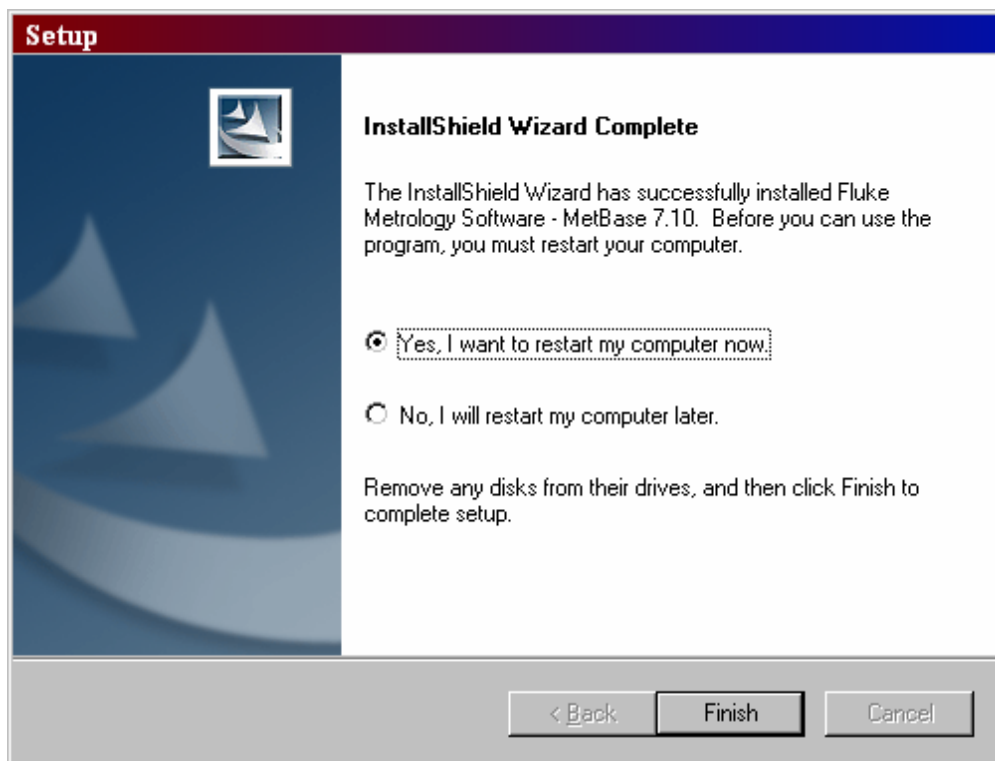 Setup
InstallShield Wizard Complete
The InstallShield Wizard has successfully installed Fluke
Metrology Software - MetBase 7.10.  Before you can use the
program, you must restart your computer.
Yes, I want to restart my computer now.
No, I will restart my computer later.
Remove any disks from their drives, and then click Finish to
complete setup.
< Back
Finish
Cancel